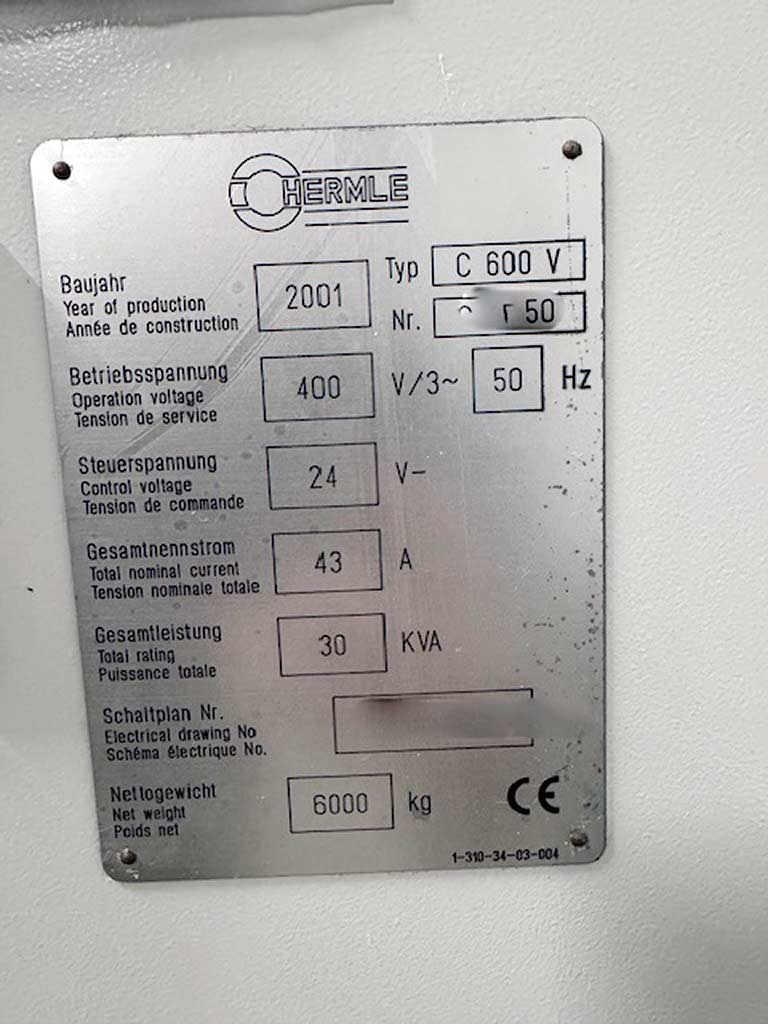 HERMLE
Baujahr
Year of production
Année de construction
2001
Typ C 600 V
Nr. 50
Betriebsspannung
Operation voltage
Tension de service
400 V/3~ 50 Hz
Steuerspannung
Control voltage
Tension de commande
24 V-
Gesamtnennstrom
Total nominal current
Tension nominale totale
43 A
Gesamtleistung
Total rating
Puissance totale
30 KVA
Schaltplan Nr.
Electrical drawing No
Schéma électrique No.
Nettogewicht
Net weight
Poids net
6000 kg
CE
1-310-34-03-004